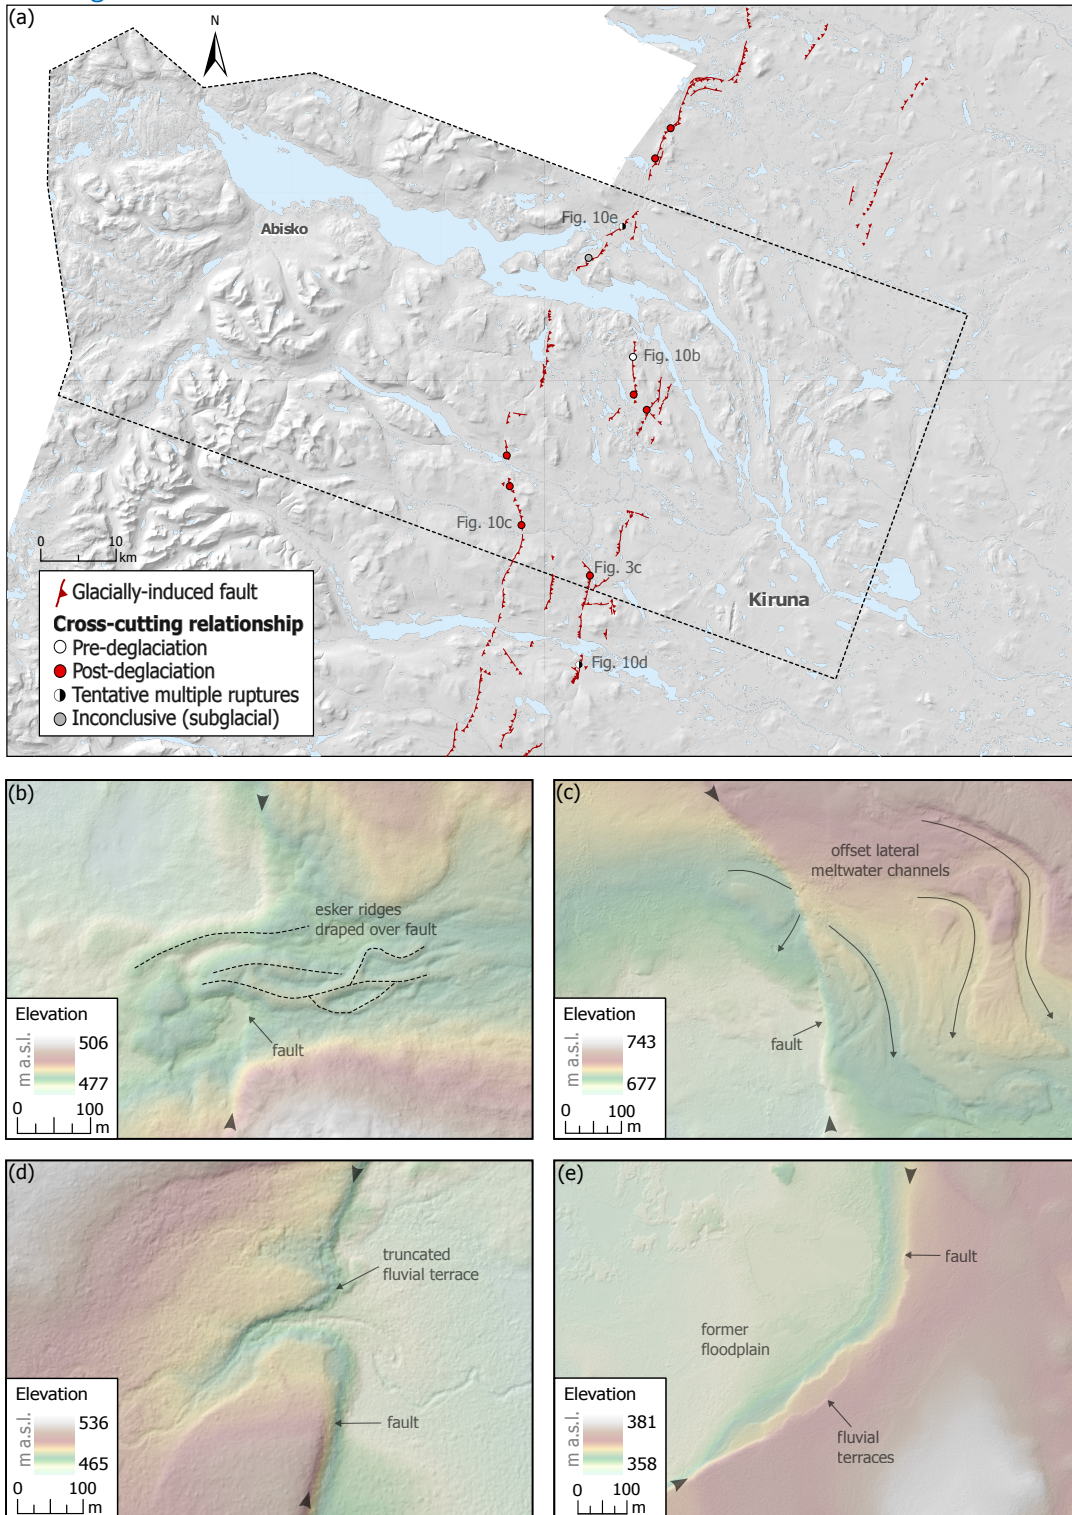 (a)
N
Abisko
Fig. 10e
Fig. 10b
Fig. 10c
Fig. 3c
Kiruna
Fig. 10d
0 10
km
Glacially-induced fault
Cross-cutting relationship
Pre-deglaciation
Post-deglaciation
Tentative multiple ruptures
Inconclusive (subglacial)
(b)
esker ridges
draped over fault
fault
Elevation
m a.s.l.
506
477
0 100
m
(c)
offset lateral
meltwater channels
fault
Elevation
m a.s.l.
743
677
0 100
m
(d)
truncated
fluvial terrace
fault
Elevation
m a.s.l.
536
465
0 100
m
(e)
fault
former
floodplain
fluvial
terraces
Elevation
m a.s.l.
381
358
0 100
m